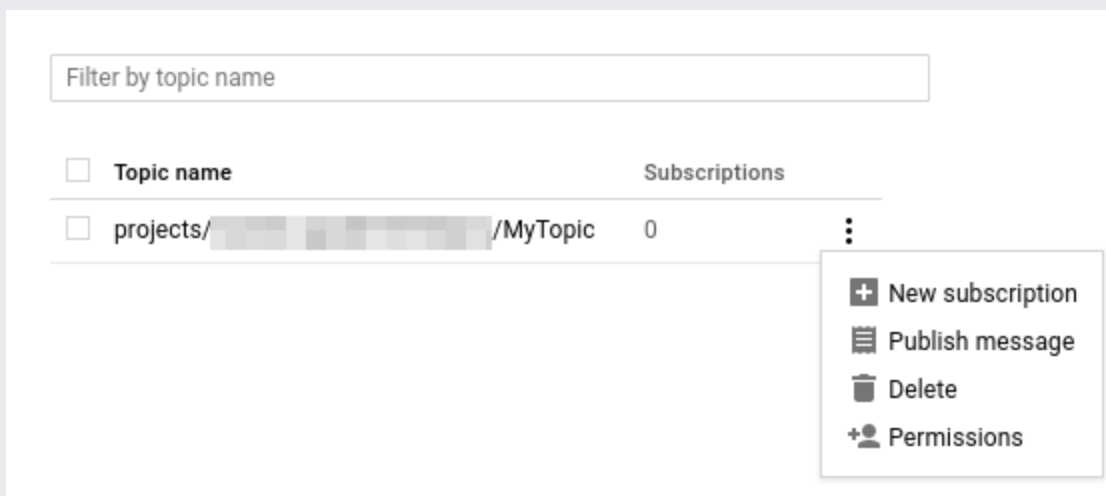 Filter by topic name
Topic name Subscriptions
projects/ /MyTopic 0
New subscription
Publish message
Delete
Permissions